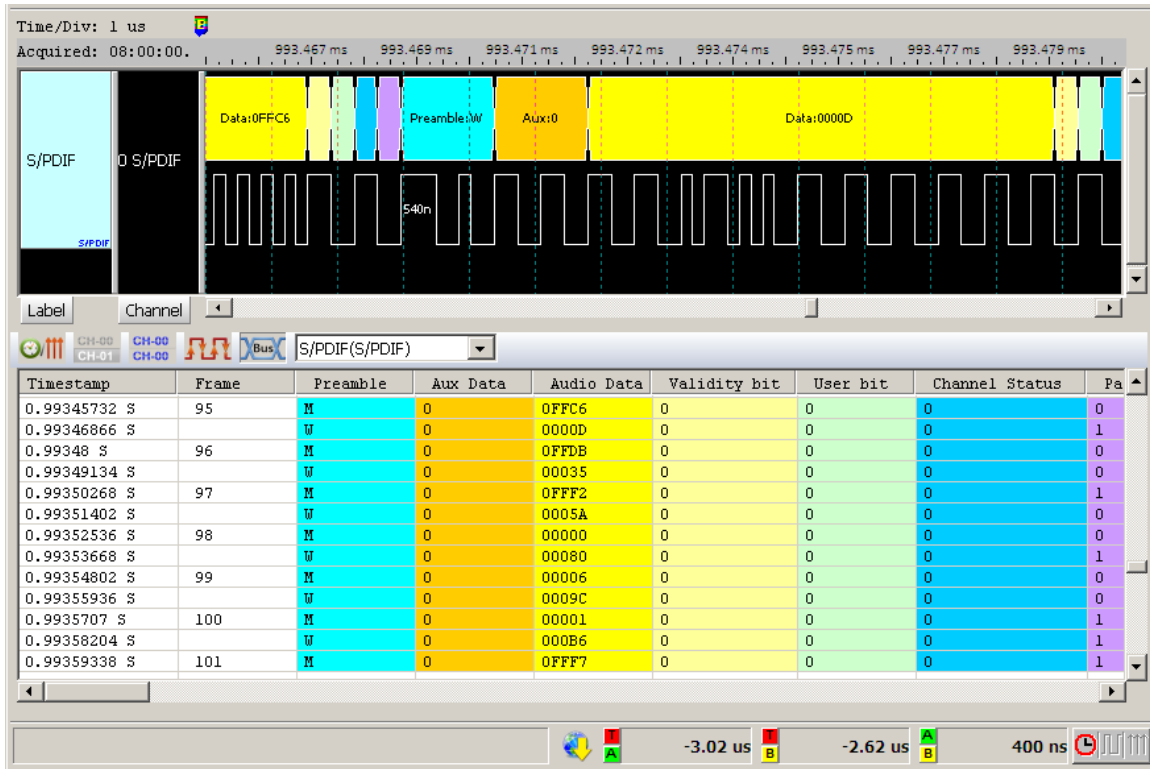 Time/Div: 1 us
Acquired: 08:00:00.
993.467 ms 993.469 ms 993.471 ms 993.472 ms 993.474 ms 993.475 ms 993.477 ms 993.479 ms
Data:0FFC6 Preamble:W Aux:0 Data:0000D
S/PDIF 0 S/PDIF
540n
S/PDIF
Label Channel
CH-00 CH-01 CH-00 CH-00 Bus S/PDIF(S/PDIF)
Timestamp Frame Preamble Aux Data Audio Data Validity bit User bit Channel Status Pa
0.99345732 S 95 M 0 0FFC6 0 0 0 0
0.99346866 S W 0 0000D 0 0 0 1
0.99348 S 96 M 0 0FFDB 0 0 0 0
0.99349134 S W 0 00035 0 0 0 0
0.99350268 S 97 M 0 0FFF2 0 0 0 1
0.99351402 S W 0 0005A 0 0 0 0
0.99352536 S 98 M 0 00000 0 0 0 0
0.99353668 S W 0 00080 0 0 0 1
0.99354802 S 99 M 0 00006 0 0 0 0
0.99355936 S W 0 0009C 0 0 0 0
0.9935707 S 100 M 0 00001 0 0 0 1
0.99358204 S W 0 000B6 0 0 0 1
0.99359338 S 101 M 0 0FFF7 0 0 0 1
T A -3.02 us T B -2.62 us A B 400 ns